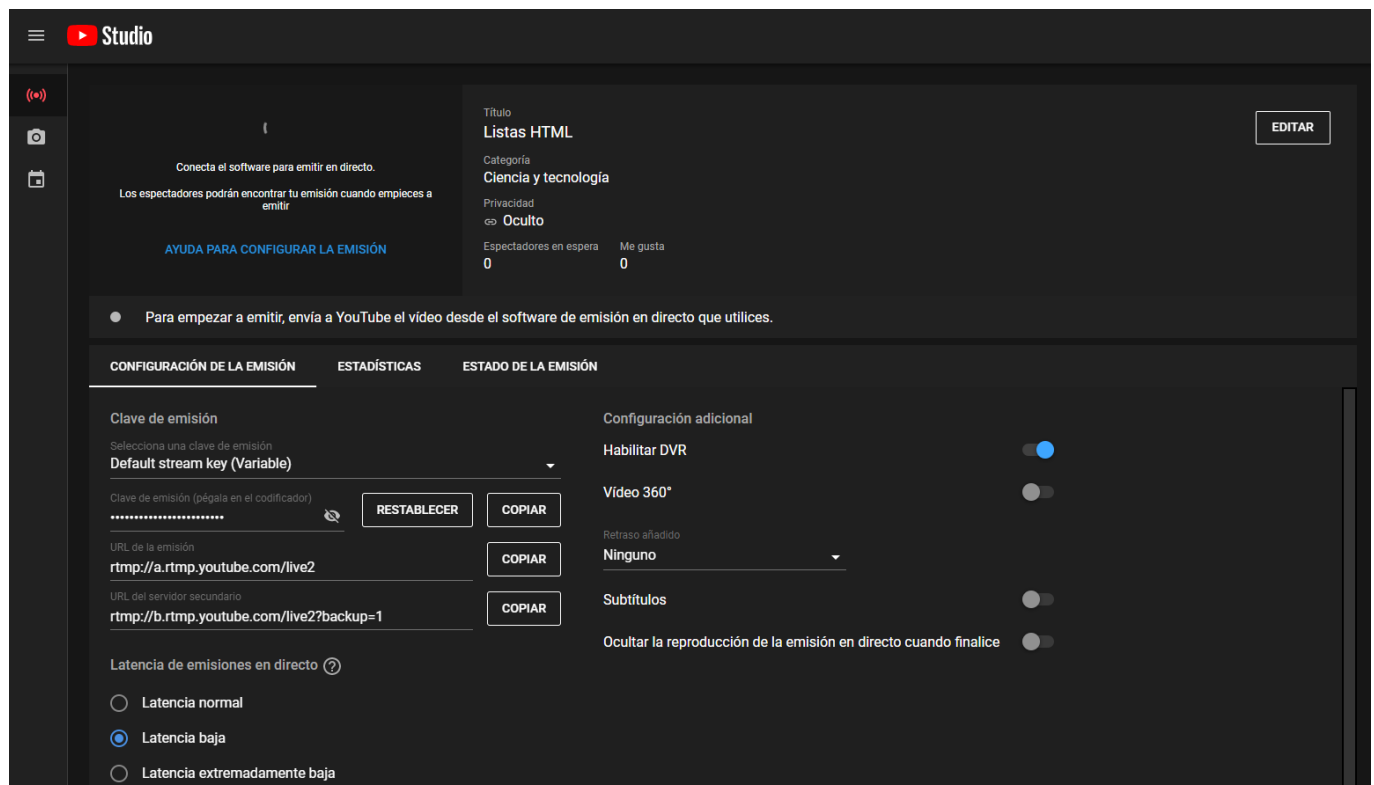 Studio
Conecta el software para emitir en directo.
Los espectadores podrán encontrar tu emisión cuando empieces a
emitir
AYUDA PARA CONFIGURAR LA EMISIÓN
Título
Listas HTML
EDITAR
Categoría
Ciencia y tecnología
Privacidad
Oculto
Espectadores en espera Me gusta
0 0
Para empezar a emitir, envía a YouTube el vídeo desde el software de emisión en directo que utilices.
CONFIGURACIÓN DE LA EMISIÓN ESTADÍSTICAS ESTADO DE LA EMISIÓN
Clave de emisión
Selecciona una clave de emisión
Default stream key (Variable)
Clave de emisión (pégala en el codificador)
••••••••••••••••••••••••
RESTABLECER COPIAR
URL de la emisión
rtmp://a.rtmp.youtube.com/live2
COPIAR
URL del servidor secundario
rtmp://b.rtmp.youtube.com/live2?backup=1
COPIAR
Latencia de emisiones en directo ?
Latencia normal
Latencia baja
Latencia extremadamente baja
Configuración adicional
Habilitar DVR
Vídeo 360°
Retraso añadido
Ninguno
Subtítulos
Ocultar la reproducción de la emisión en directo cuando finalice